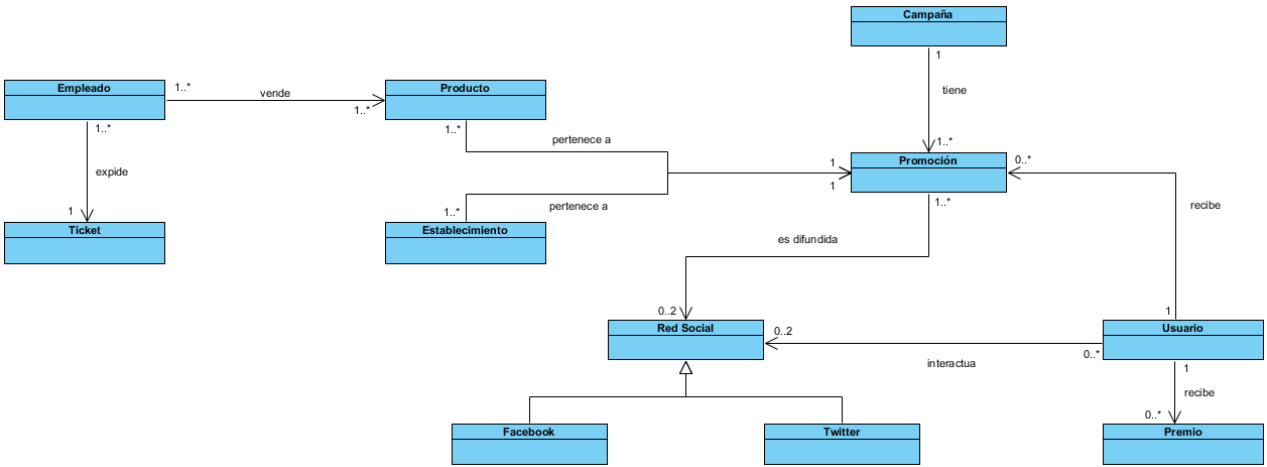 Campaña
1
tiene
1..*
Promoción
Empleado
1..*
vende
1..*
Producto
1..*
expide
1
Ticket
1..*
pertenece a
1
1
1..*
pertenece a
Establecimiento
0..*
recibe
1
1..*
es difundida
0..2
Red Social
0..2
interactua
0..*
Usuario
1
recibe
0..*
Premio
Facebook
Twitter